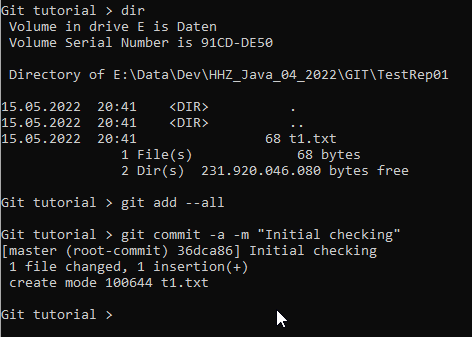 Git tutorial > dir
 Volume in drive E is Daten
 Volume Serial Number is 91CD-DE50

 Directory of E:\Data\Dev\HHZ_Java_04_2022\GIT\TestRep01

15.05.2022  20:41    <DIR>          .
15.05.2022  20:41    <DIR>          ..
15.05.2022  20:41                68 t1.txt
               1 File(s)             68 bytes
               2 Dir(s)  231.920.046.080 bytes free

Git tutorial > git add --all

Git tutorial > git commit -a -m "Initial checking"
[master (root-commit) 36dca86] Initial checking
 1 file changed, 1 insertion(+)
 create mode 100644 t1.txt

Git tutorial >